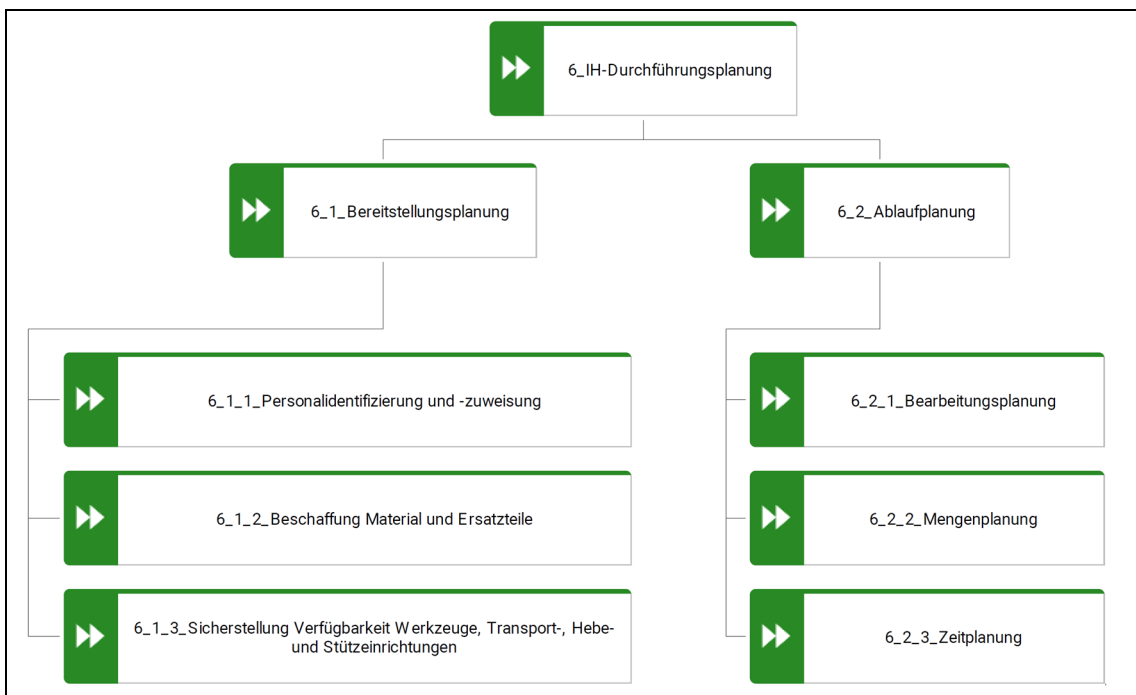 6_IH-Durchführungsplanung
6_1_Bereitstellungsplanung
6_2_Ablaufplanung
6_1_1_Personalidentifizierung und -zuweisung
6_1_2_Beschaffung Material und Ersatzteile
6_1_3_Sicherstellung Verfügbarkeit Werkzeuge, Transport-, Hebe-
und Stützeinrichtungen
6_2_1_Bearbeitungsplanung
6_2_2_Mengenplanung
6_2_3_Zeitplanung